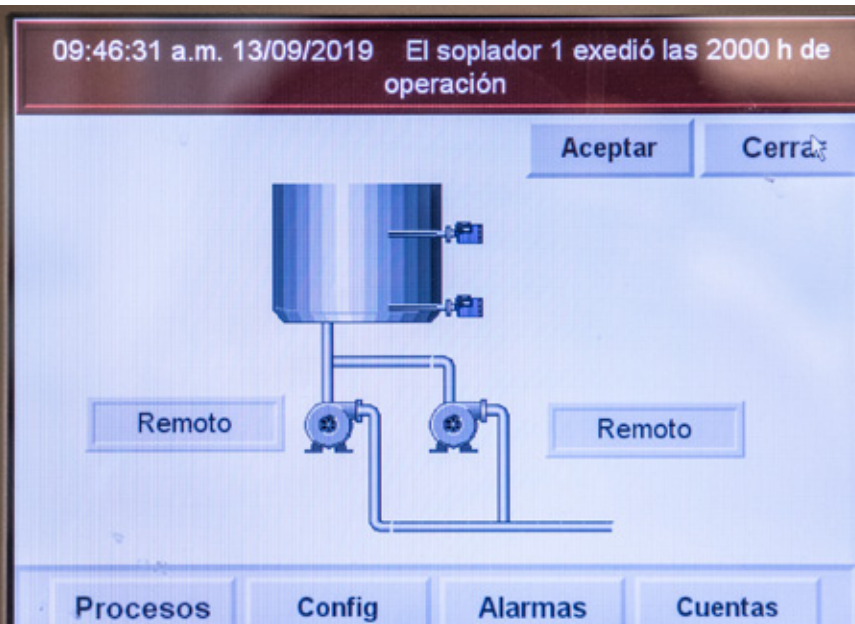 09:46:31 a.m. 13/09/2019 El soplador 1 exedió las 2000 h de
operación
Aceptar Cerrar
Remoto Remoto
Procesos Config Alarmas Cuentas